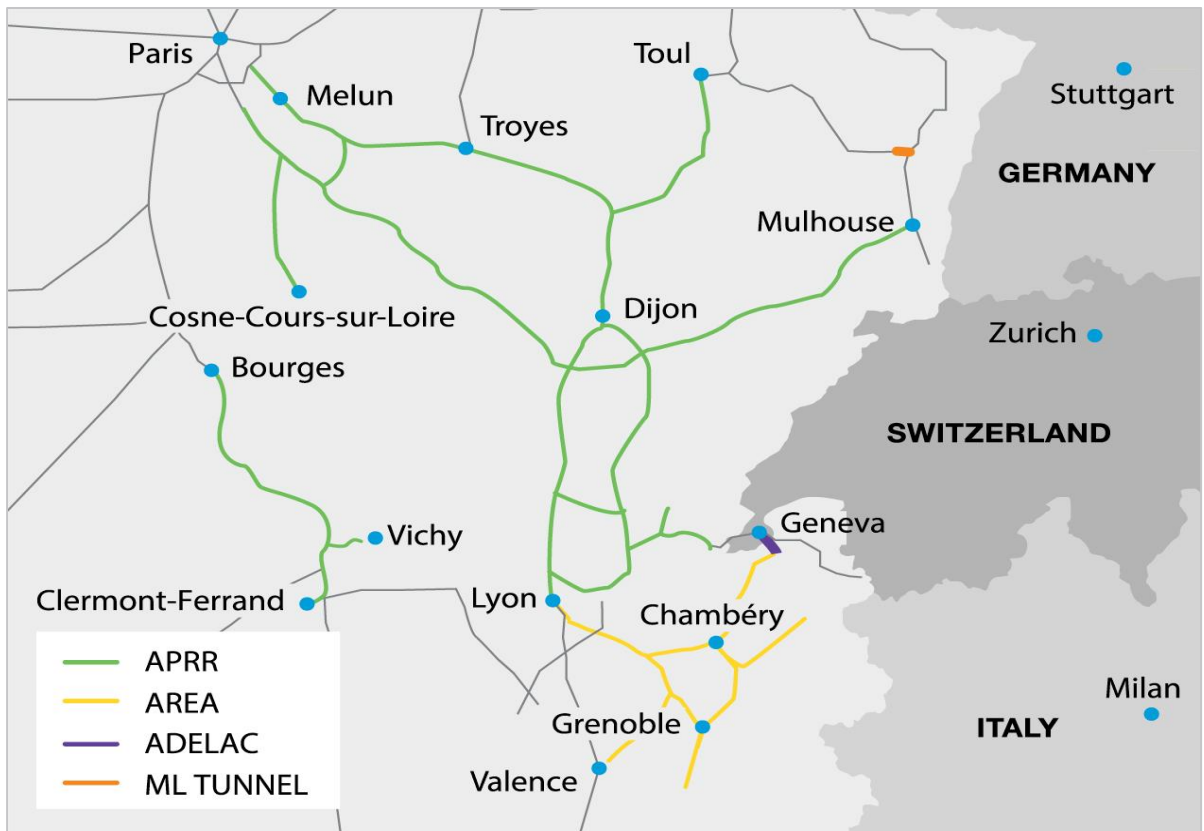 Paris
Toul
Stuttgart
Melun
Troyes
GERMANY
Mulhouse
Cosne-Cours-sur-Loire
Dijon
Zurich
Bourges
SWITZERLAND
Geneva
Vichy
Clermont-Ferrand
Lyon
Chambéry
APRR
AREA
ADELAC
ML TUNNEL
Milan
Grenoble
ITALY
Valence